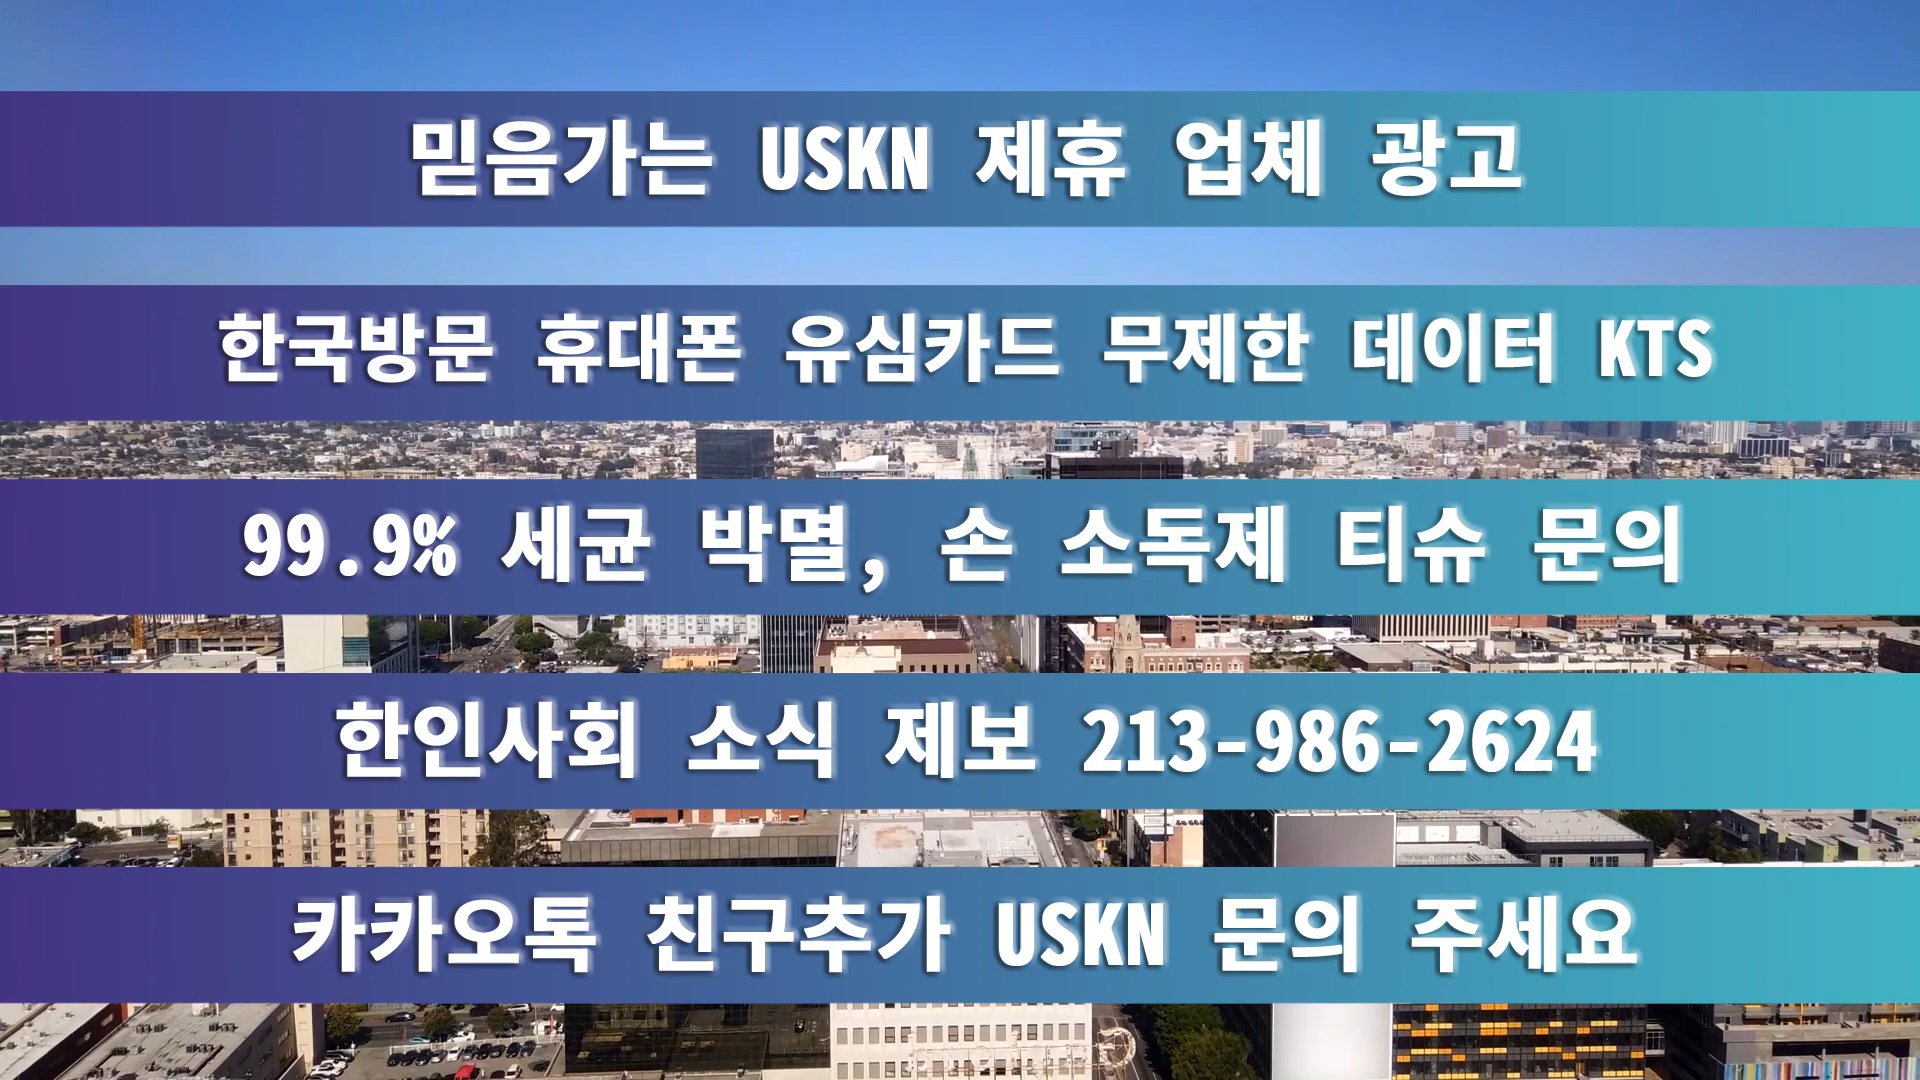 믿음가는 USKN 제휴 업체 광고
한국방문 휴대폰 유심카드 무제한 데이터 KTS
99.9% 세균 박멸, 손 소독제 티슈 문의
한인사회 소식 제보 213-986-2624
카카오톡 친구추가 USKN 문의 주세요